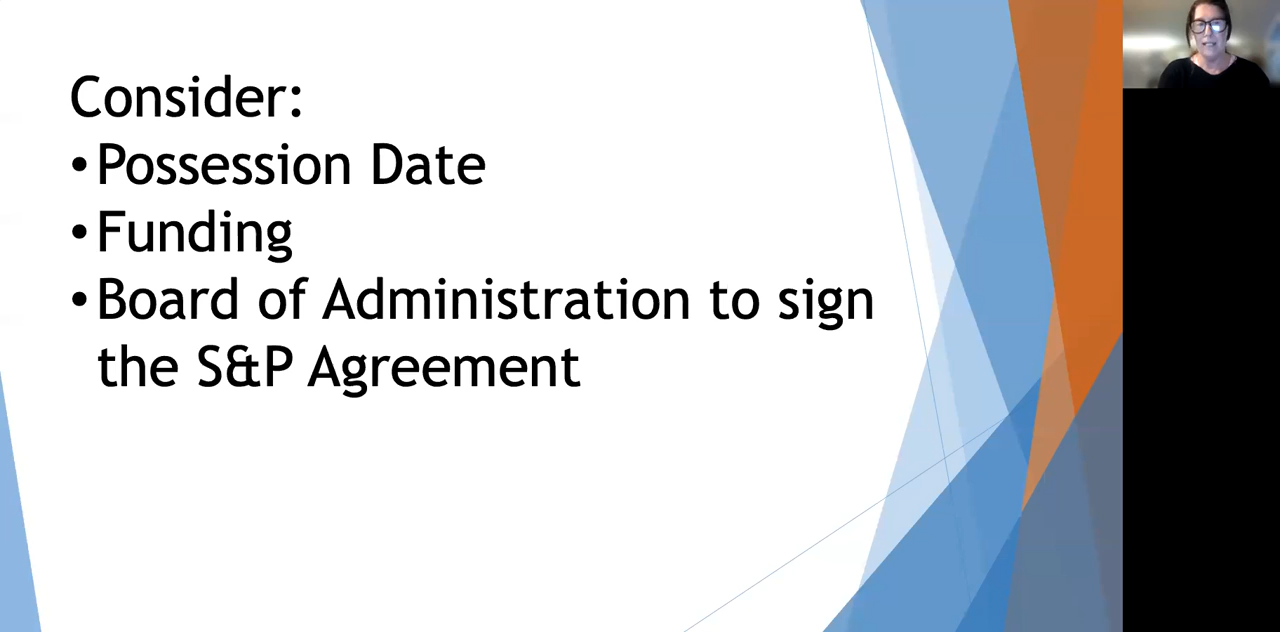 Consider:
• Possession Date
• Funding
• Board of Administration to sign
the S&P Agreement